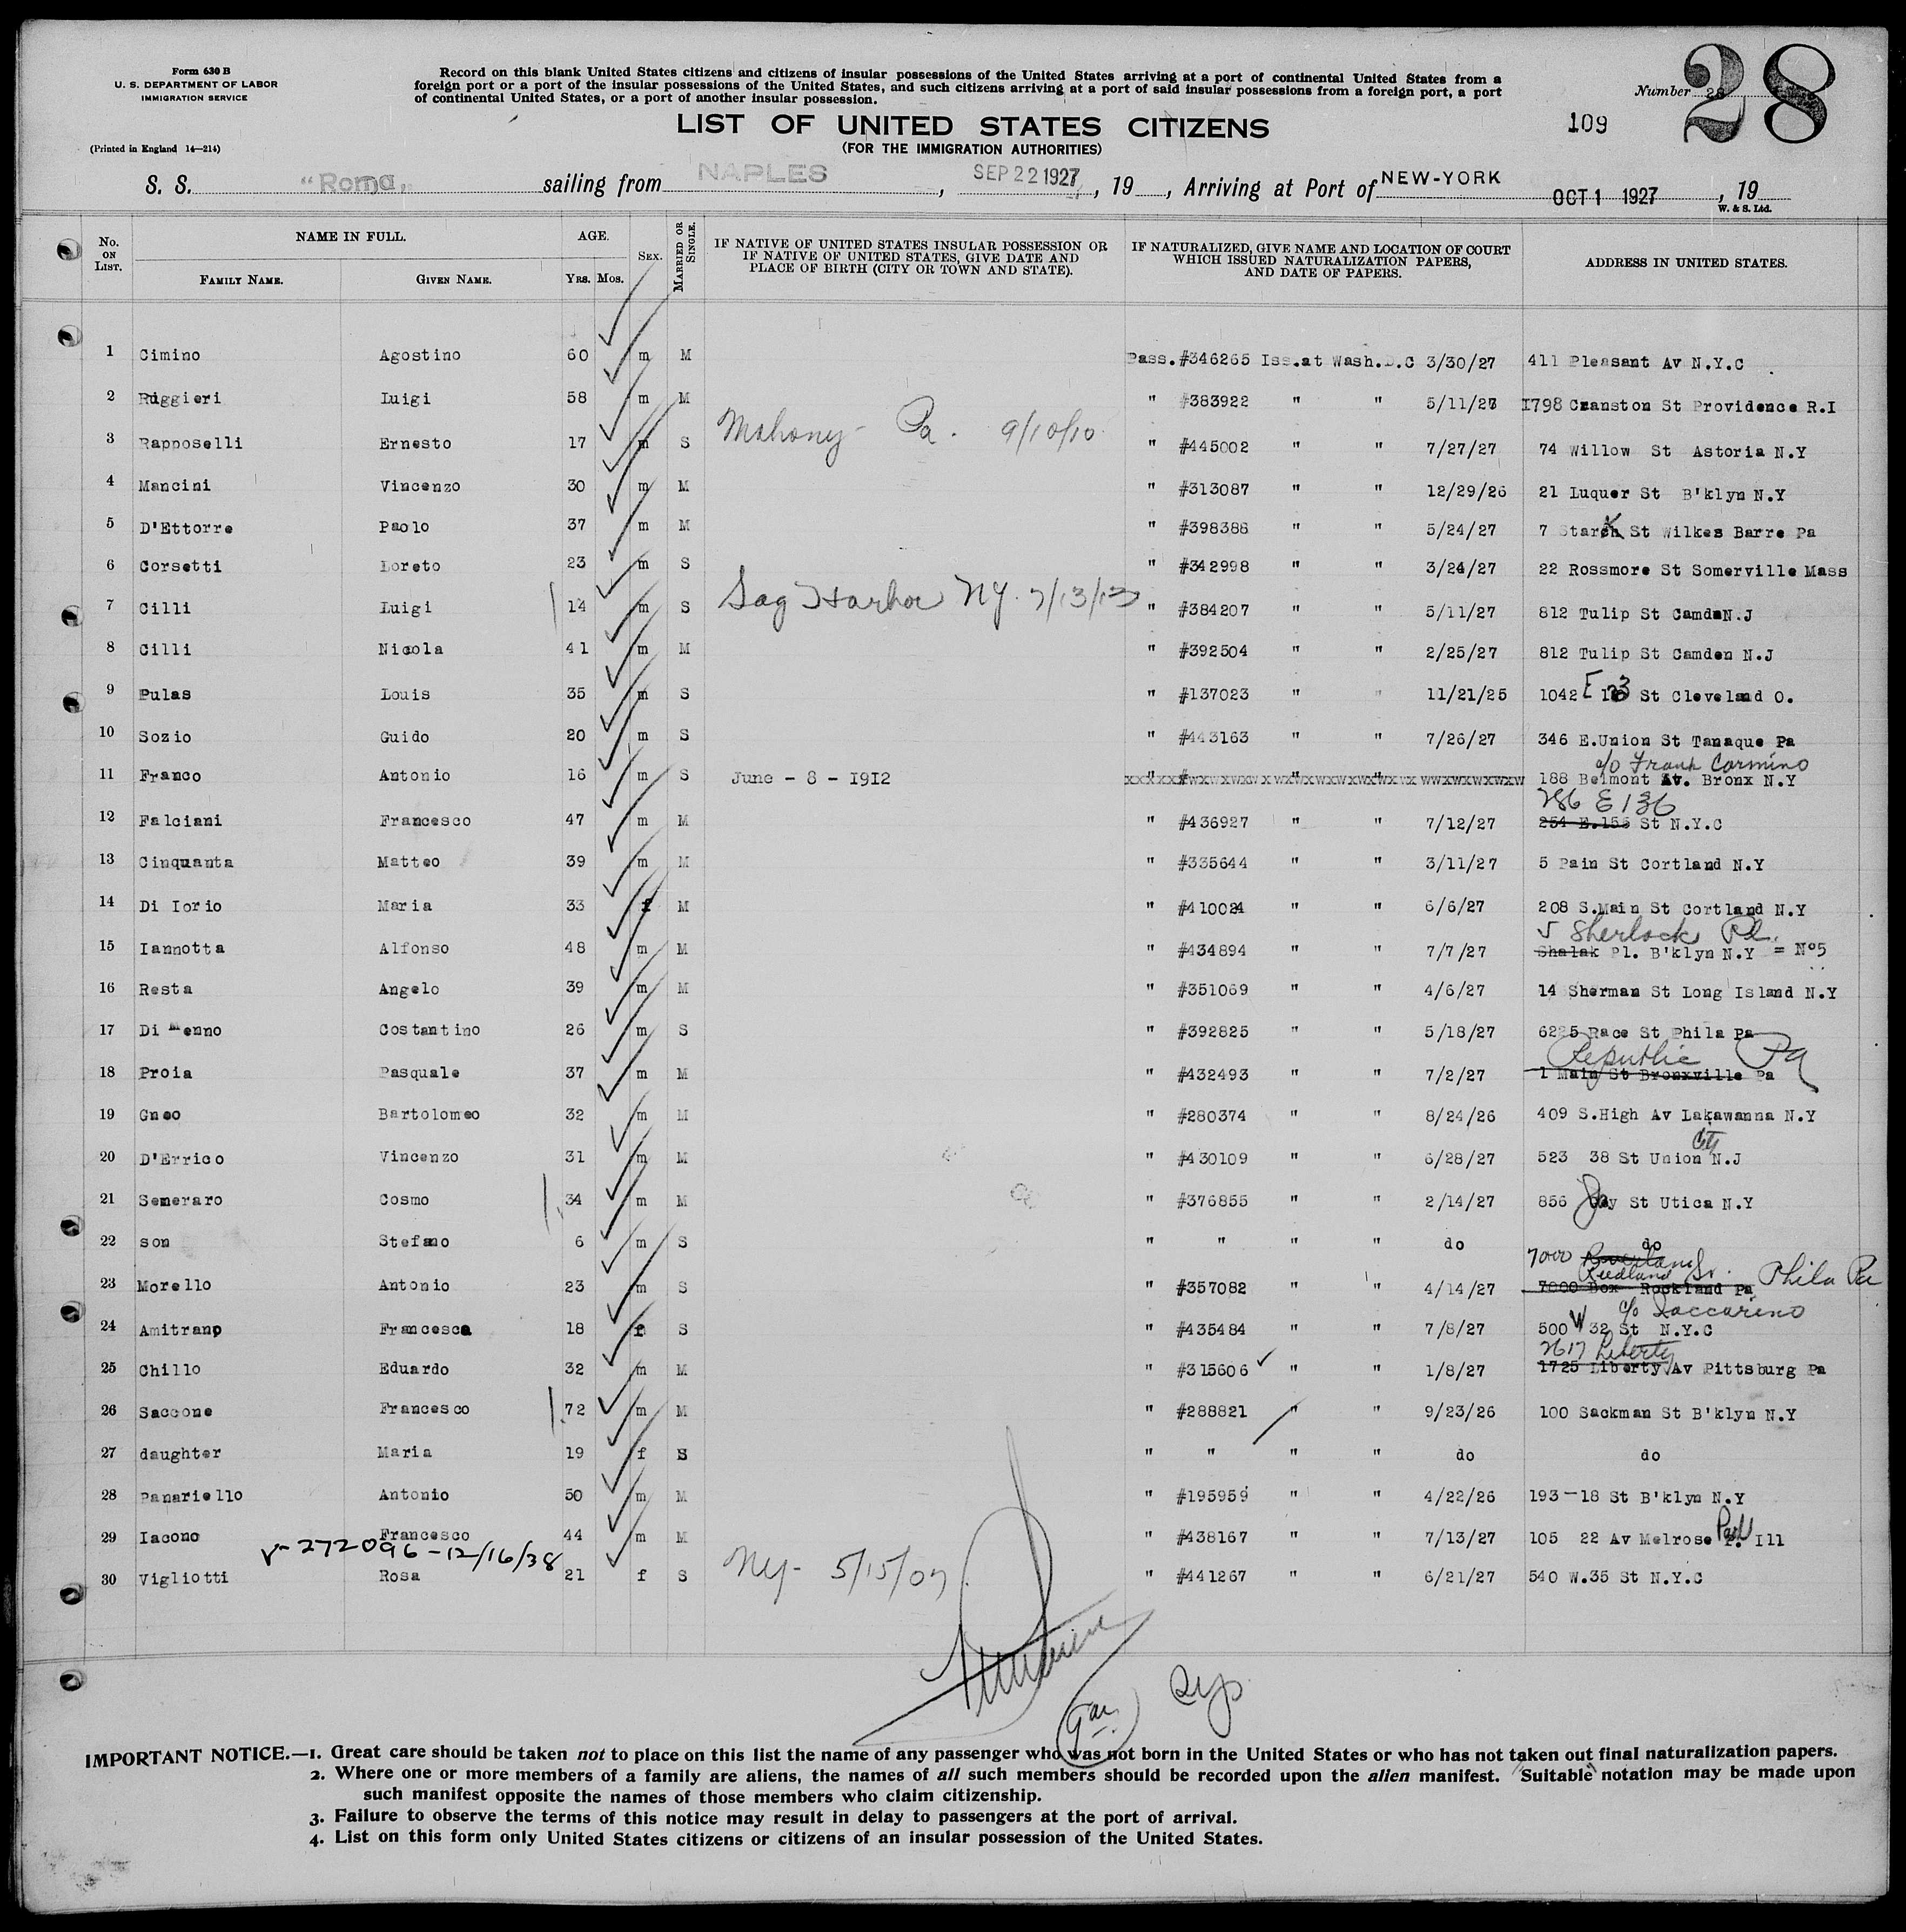 Form 630 B
U. S. DEPARTMENT OF LABOR
IMMIGRATION SERVICE
(Printed in England 14—214)
Record on this blank United States citizens and citizens of insular possessions of the United States arriving at a port of continental United States from a
foreign port or a port of the insular possessions of the United States, and such citizens arriving at a port of said insular possessions from a foreign port, a port
of continental United States, or a port of another insular possession.
Number 28
28
109
LIST OF UNITED STATES CITIZENS
(FOR THE IMMIGRATION AUTHORITIES)
S. S. "Roma, sailing from NAPLES, SEP 22 1927, 19, Arriving at Port of NEW-YORK OCT 1 1927, 19
W. & S. Ltd.
No. ON LIST. NAME IN FULL. FAMILY NAME. GIVEN NAME. AGE. YRS. MOS. SEX. MARRIED OR SINGLE. IF NATIVE OF UNITED STATES INSULAR POSSESSION OR IF NATIVE OF UNITED STATES, GIVE DATE AND PLACE OF BIRTH (CITY OR TOWN AND STATE). IF NATURALIZED, GIVE NAME AND LOCATION OF COURT WHICH ISSUED NATURALIZATION PAPERS, AND DATE OF PAPERS. ADDRESS IN UNITED STATES.
1 Cimino Agostino 60 m M Pass.#346265 Iss.at Wash.D.C 3/30/27 411 Pleasant Av N.Y.C
2 Ruggieri Luigi 58 m M " #383922 " " 5/11/27 1798 Cranston St Providence R.I
3 Rapposelli Ernesto 17 m S Mahony - Pa. 9/10/10 " #445002 " " 7/27/27 74 Willow St Astoria N.Y
4 Mancini Vincenzo 30 m M " #313087 " " 12/29/26 21 Luquer St B'klyn N.Y
5 D'Ettorre Paolo 37 m M " #398386 " " 5/24/27 7 Stark St Wilkes Barre Pa
6 Corsetti Loreto 23 m S " #342998 " " 3/24/27 22 Rossmore St Somerville Mass
7 Cilli Luigi 14 m S Sag Harbor NY. 7/13/13 " #384207 " " 5/11/27 812 Tulip St CamdeN.J
8 Cilli Nicola 41 m M " #392504 " " 2/25/27 812 Tulip St Camden N.J
9 Pulas Louis 35 m S " #137023 " " 11/21/25 1042 E 123 St Cleveland O.
10 Sozio Guido 20 m S " #443163 " " 7/26/27 346 E.Union St Tanaque Pa
c/o Frank Carmino
11 Franco Antonio 16 m S June - 8 - 1912 188 Belmont Av. Bronx N.Y
286 E 136
12 Falciani Francesco 47 m M " #436927 " " 7/12/27 254 E.155 St N.Y.C
13 Cinquanta Matteo 39 m M " #335644 " " 3/11/27 5 Pain St Cortland N.Y
14 Di Iorio Maria 33 f M " #410024 " " 6/6/27 208 S.Main St Cortland N.Y
5 Sherlock Pl.
15 Iannotta Alfonso 48 m M " #434894 " " 7/7/27 Shalak Pl. B'klyn N.Y = No5
16 Resta Angelo 39 m M " #351069 " " 4/6/27 14 Sherman St Long Island N.Y
17 Di Menno Costantino 26 m S " #392825 " " 5/18/27 6225 Race St Phila Pa
Republic Pa
18 Proia Pasquale 37 m M " #432493 " " 7/2/27 1 Main St Bronxville Pa
19 Gneo Bartolomeo 32 m M " #280374 " " 8/24/26 409 S.High Av Lakawanna N.Y
City
20 D'Errico Vincenzo 31 m M " #430109 " " 6/28/27 523 38 St Union N.J
21 Semeraro Cosmo 34 m M " #376855 " " 2/14/27 856 Jay St Utica N.Y
22 son Stefano 6 m S " " " " do do
7000 Reedland St. Phila Pa
23 Morello Antonio 23 m S " #357082 " " 4/14/27 7000 Box Rockland Pa
c/o Iaccarino
24 Amitrano Francesca 18 f S " #435484 " " 7/8/27 500 W 32 St N.Y.C
2617 Liberty
25 Chillo Eduardo 32 m M " #315606 " " 1/8/27 1725 Liberty Av Pittsburg Pa
26 Saccone Francesco 72 m M " #288821 " " 9/23/26 100 Sackman St B'klyn N.Y
27 daughter Maria 19 f S " " " " do do
28 Panariello Antonio 50 m M " #195959 " " 4/22/26 193-18 St B'klyn N.Y
29 Iacono Francesco 44 m M " #438167 " " 7/13/27 105 22 Av Melrose Park Ill
v-272096-12/16/38
30 Vigliotti Rosa 21 f S NY- 5/15/07 " #441267 " " 6/21/27 540 W.35 St N.Y.C
IMPORTANT NOTICE.—1. Great care should be taken not to place on this list the name of any passenger who was not born in the United States or who has not taken out final naturalization papers.
2. Where one or more members of a family are aliens, the names of all such members should be recorded upon the alien manifest. Suitable notation may be made upon
such manifest opposite the names of those members who claim citizenship.
3. Failure to observe the terms of this notice may result in delay to passengers at the port of arrival.
4. List on this form only United States citizens or citizens of an insular possession of the United States.